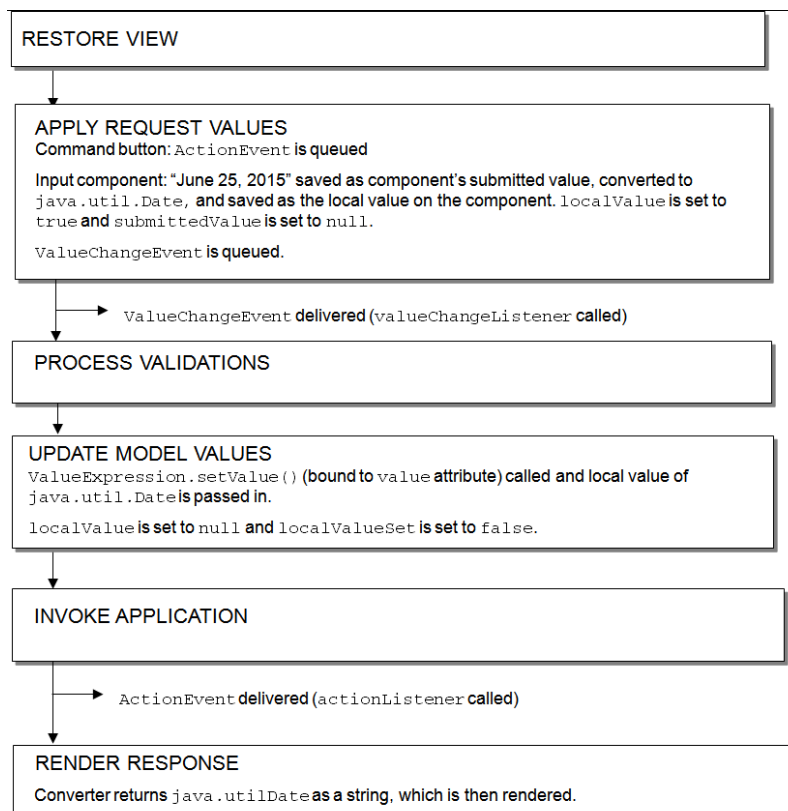 RESTORE VIEW
APPLY REQUEST VALUES
Command button: ActionEvent is queued
Input component: “June 25, 2015” saved as component’s submitted value, converted to
java.util.Date, and saved as the local value on the component. localValue is set to
true and submittedValue is set to null.
ValueChangeEvent is queued.
ValueChangeEvent delivered (valueChangeListener called)
PROCESS VALIDATIONS
UPDATE MODEL VALUES
ValueExpression.setValue() (bound to value attribute) called and local value of
java.util.Date is passed in.
localValue is set to null and localValueSet is set to false.
INVOKE APPLICATION
ActionEvent delivered (actionListener called)
RENDER RESPONSE
Converter returns java.utilDate as a string, which is then rendered.